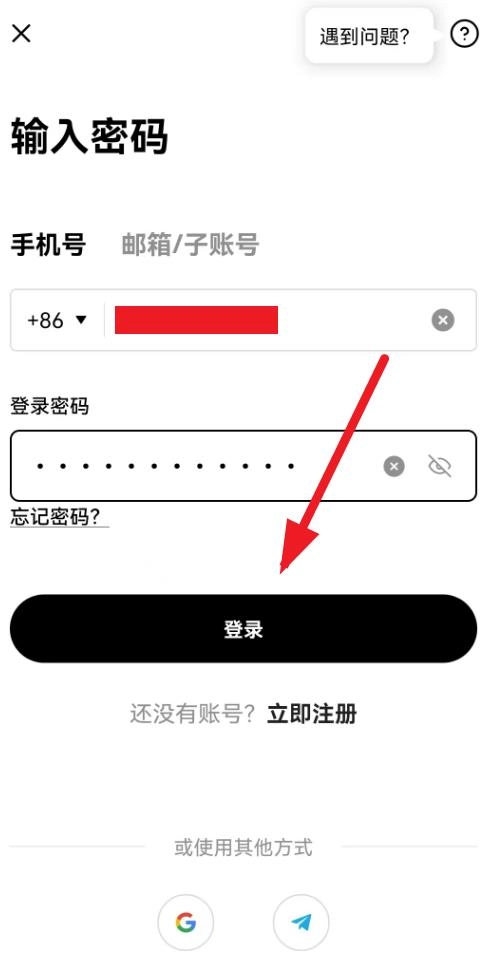 遇到问题？
输入密码
手机号 邮箱/子账号
+86
登录密码
忘记密码？
登录
还没有账号？立即注册
或使用其他方式